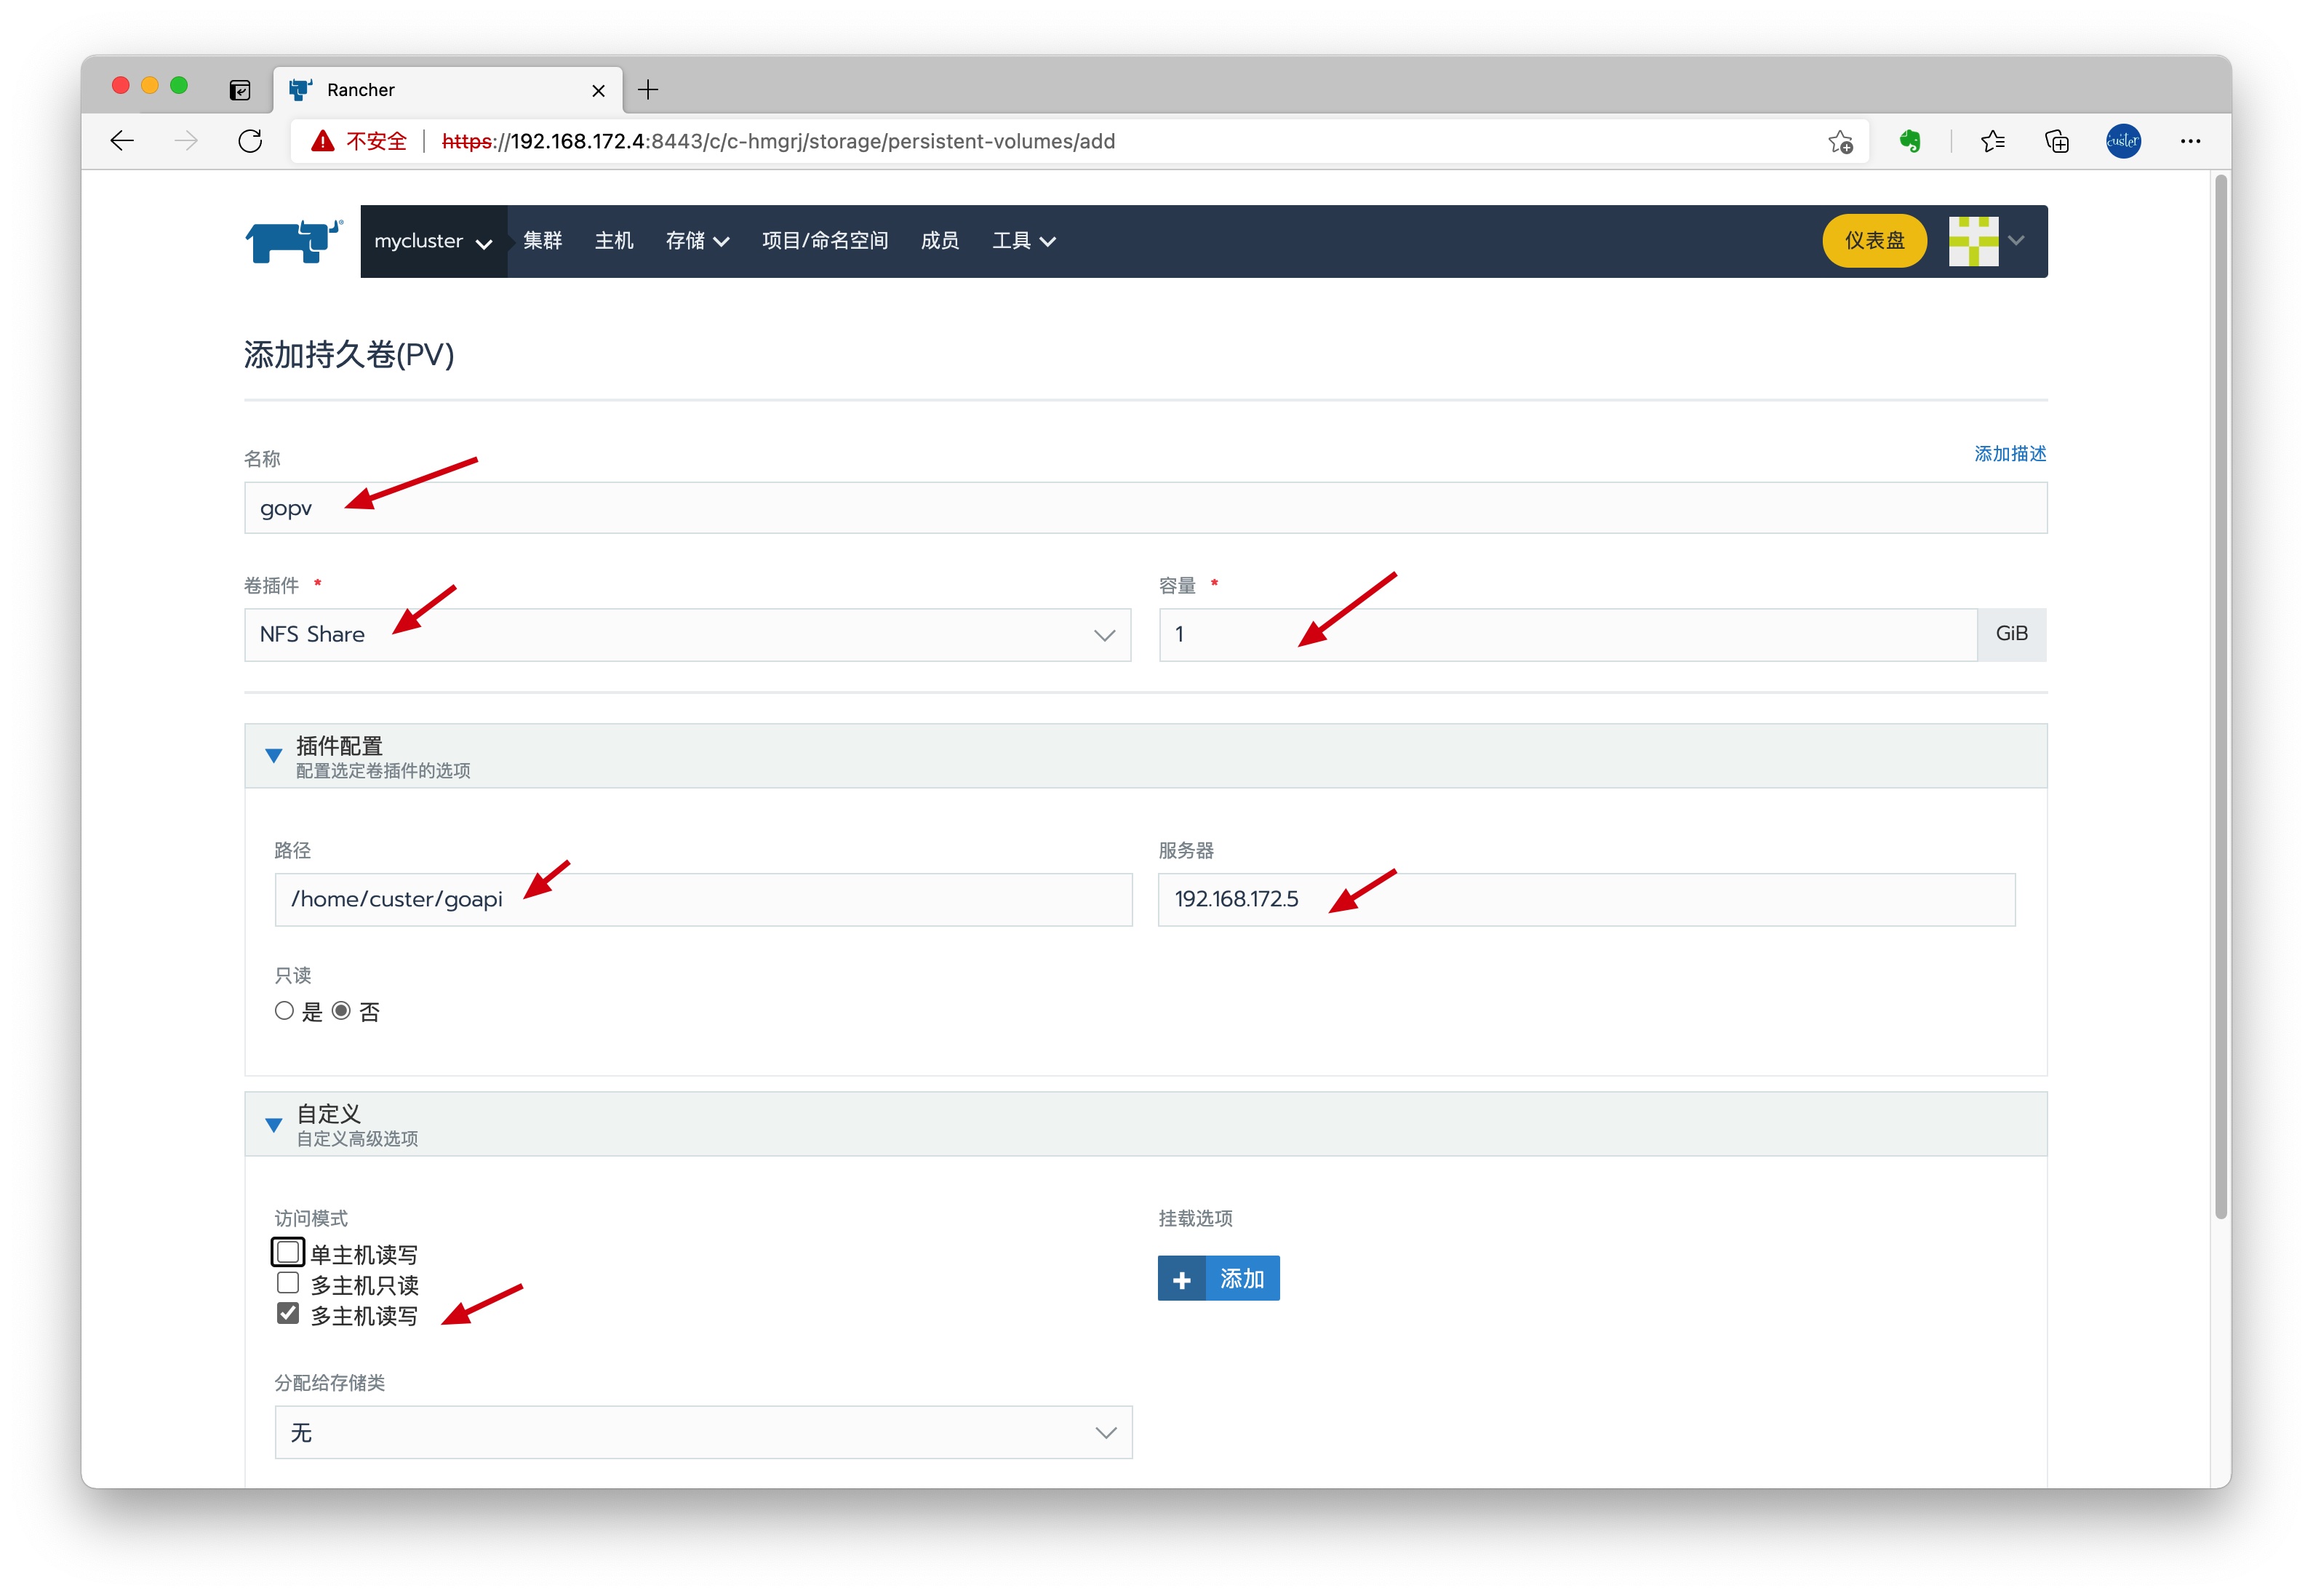 Rancher
不安全 | https://192.168.172.4:8443/c/c-hmgrj/storage/persistent-volumes/add
custer
mycluster 集群 主机 存储 项目/命名空间 成员 工具 仪表盘
添加持久卷(PV)
名称 添加描述
gopv
卷插件 * 容量 *
NFS Share 1 GiB
插件配置
配置选定卷插件的选项
路径 服务器
/home/custer/goapi 192.168.172.5
只读
是 否
自定义
自定义高级选项
访问模式 挂载选项
单主机读写
添加
多主机只读
多主机读写
分配给存储类
无